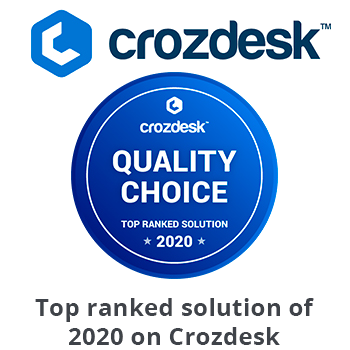 crozdesk™
crozdesk™
QUALITY
CHOICE
TOP RANKED SOLUTION
★ 2020 ★
Top ranked solution of
2020 on Crozdesk